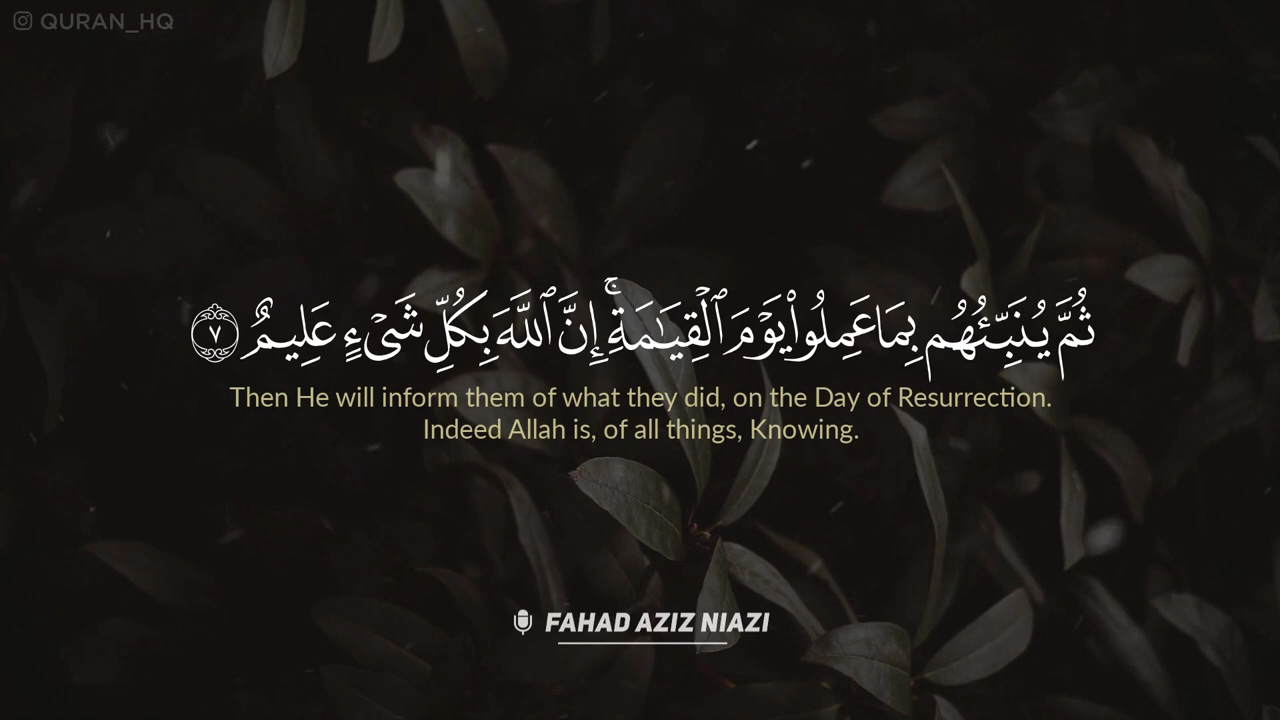 QURAN_HQ
ثُمَّ يُنَبِّئُهُم بِمَا عَمِلُوا۟ يَوْمَ ٱلْقِيَـٰمَةِ ۚ إِنَّ ٱللَّهَ بِكُلِّ شَىْءٍ عَلِيمٌ ٧
Then He will inform them of what they did, on the Day of Resurrection.
Indeed Allah is, of all things, Knowing.
FAHAD AZIZ NIAZI